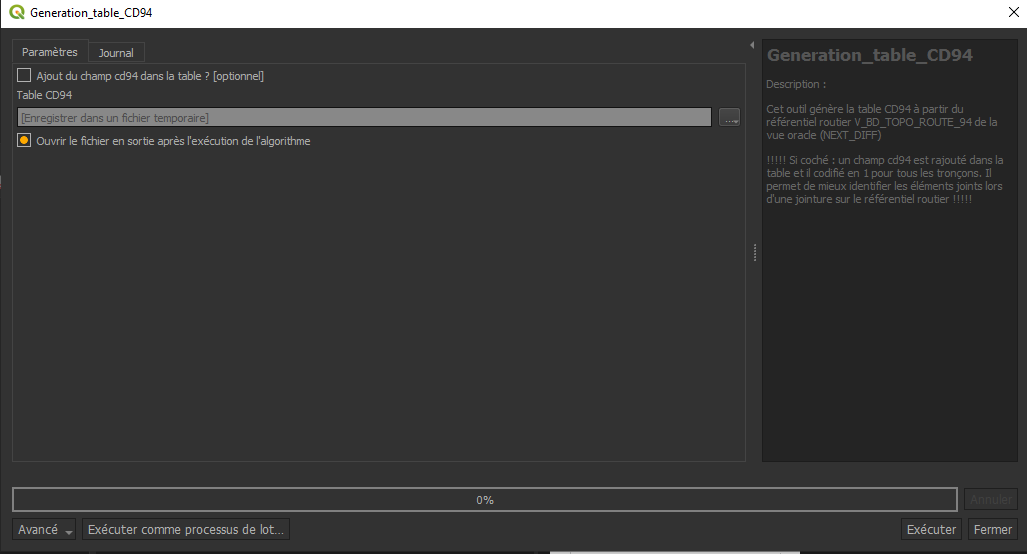 Generation_table_CD94
Paramètres
Journal
Ajout du champ cd94 dans la table ? [optionnel]
Table CD94
[Enregistrer dans un fichier temporaire]
...
Ouvrir le fichier en sortie après l'exécution de l'algorithme
Generation_table_CD94
Description :
Cet outil génère la table CD94 à partir du
référentiel routier V_BD_TOPO_ROUTE_94 de la
vue oracle (NEXT_DIFF)
!!!!! Si coché : un champ cd94 est rajouté dans la
table et il codifié en 1 pour tous les tronçons. Il
permet de mieux identifier les éléments joints lors
d'une jointure sur le référentiel routier !!!!!
0%
Annuler
Avancé
Exécuter comme processus de lot...
Exécuter
Fermer